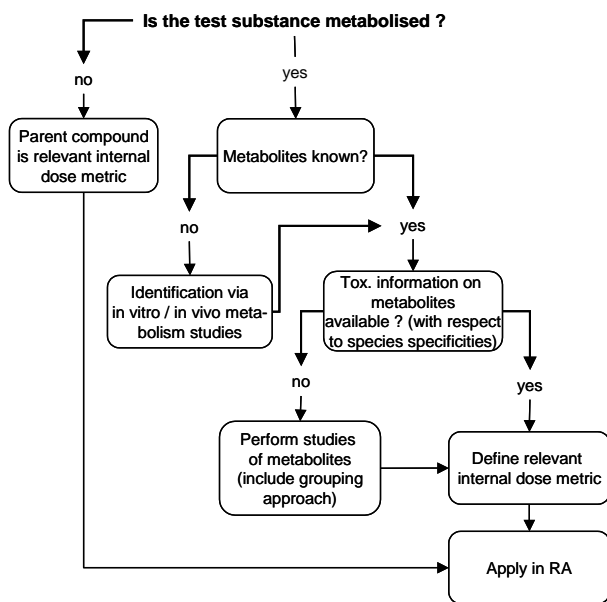 Is the test substance metabolised ?
no
yes
Parent compound
is relevant internal
dose metric
Metabolites known?
no
yes
Identification via
in vitro / in vivo meta-
bolism studies
Tox. information on
metabolites
available ? (with respect
to species specificities)
no
yes
Perform studies
of metabolites
(include grouping
approach)
Define relevant
internal dose metric
Apply in RA